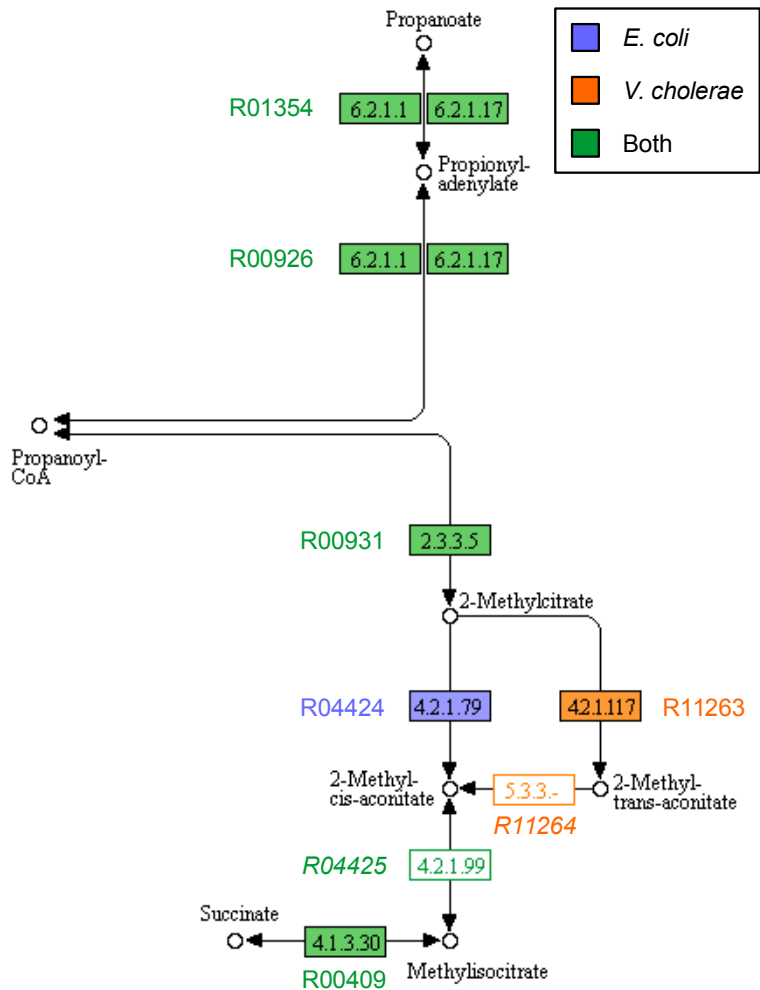 Propanoate
E. coli
V. cholerae
Both
R01354
6.2.1.1
6.2.1.17
Propionyl-
adenylate
R00926
6.2.1.1
6.2.1.17
Propanoyl-
CoA
R00931
2.3.3.5
2-Methylcitrate
R04424
4.2.1.79
4.2.1.117
R11263
2-Methyl-
cis-aconitate
5.3.3.-
2-Methyl-
trans-aconitate
R11264
R04425
4.2.1.99
Succinate
4.1.3.30
R00409
Methylisocitrate